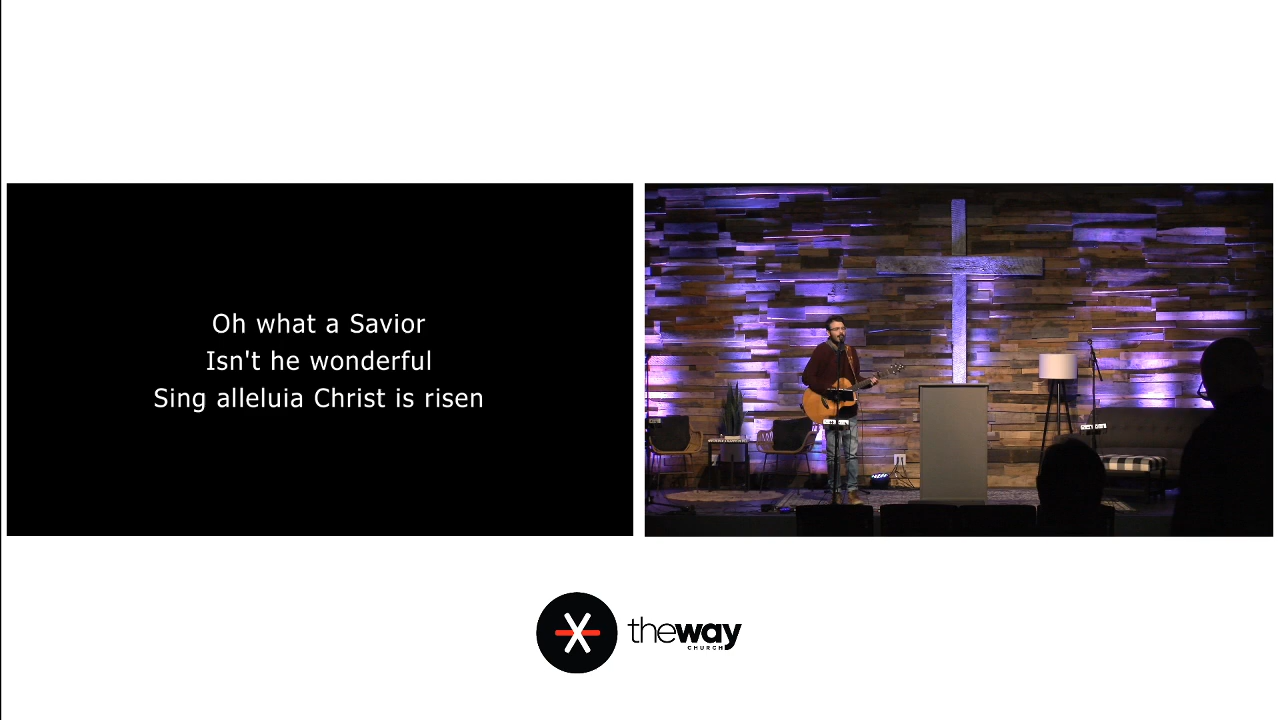 Oh what a Savior
Isn't he wonderful
Sing alleluia Christ is risen
theway
CHURCH